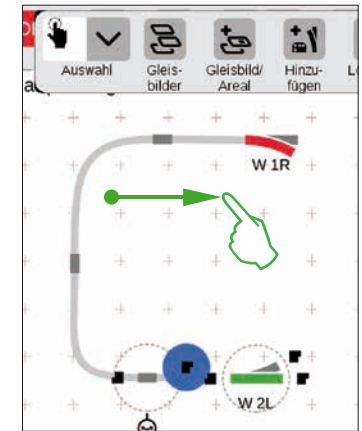 Auswahl
Gleis-
bilder
Gleisbild/
Areal
Hinzu-
fügen
W 1R
W 2L